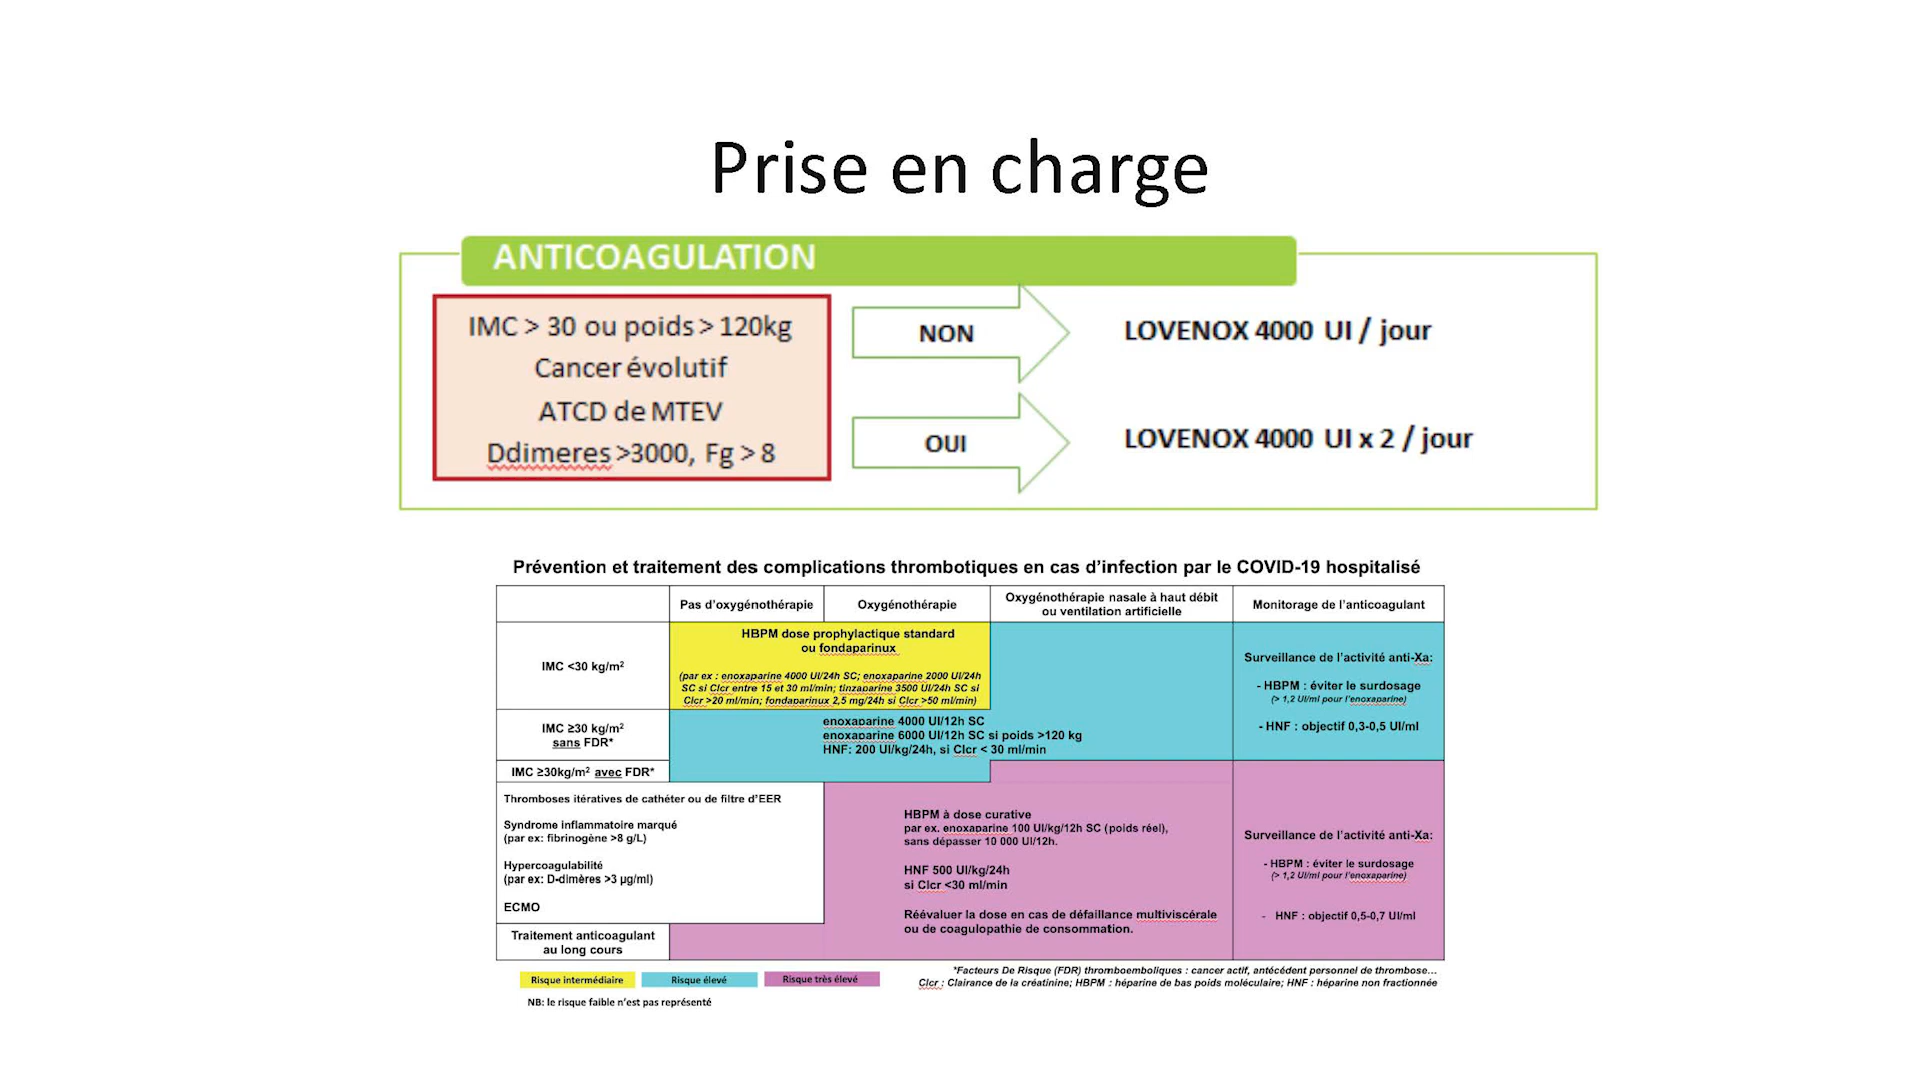 Prise en charge
ANTICOAGULATION
IMC > 30 ou poids > 120kg
Cancer évolutif
ATCD de MTEV
Ddimeres >3000, Fg > 8
NON
LOVENOX 4000 UI / jour
OUI
LOVENOX 4000 UI x 2 / jour
Prévention et traitement des complications thrombotiques en cas d'infection par le COVID-19 hospitalisé
Pas d'oxygénothérapie
Oxygénothérapie
Oxygénothérapie nasale à haut débit
ou ventilation artificielle
Monitorage de l'anticoagulant
IMC <30 kg/m²
HBPM dose prophylactique standard
ou fondaparinux
(par ex : enoxaparine 4000 UI/24h SC; enoxaparine 2000 UI/24h
SC si Clcr entre 15 et 30 ml/min; tinzaparine 3500 UI/24h SC si
Clcr >20 ml/min; fondaparinux 2,5 mg/24h si Clcr >50 ml/min)
Surveillance de l'activité anti-Xa:
- HBPM : éviter le surdosage
(> 1,2 UI/ml pour l'enoxaparine)
- HNF : objectif 0,3-0,5 UI/ml
IMC ≥30 kg/m²
sans FDR*
enoxaparine 4000 UI/12h SC
enoxaparine 6000 UI/12h SC si poids >120 kg
HNF: 200 UI/kg/24h, si Clcr < 30 ml/min
IMC ≥30kg/m² avec FDR*
Thromboses itératives de cathéter ou de filtre d'EER
Syndrome inflammatoire marqué
(par ex: fibrinogène >8 g/L)
Hypercoagulabilité
(par ex: D-dimères >3 µg/ml)
ECMO
HBPM à dose curative
par ex. enoxaparine 100 UI/kg/12h SC (poids réel),
sans dépasser 10 000 UI/12h.
HNF 500 UI/kg/24h
si Clcr <30 ml/min
Réévaluer la dose en cas de défaillance multiviscérale
ou de coagulopathie de consommation.
Surveillance de l'activité anti-Xa:
- HBPM : éviter le surdosage
(> 1,2 UI/ml pour l'enoxaparine)
- HNF : objectif 0,5-0,7 UI/ml
Traitement anticoagulant
au long cours
Risque intermédiaire
Risque élevé
Risque très élevé
NB: le risque faible n'est pas représenté
*Facteurs De Risque (FDR) thromboemboliques : cancer actif, antécédent personnel de thrombose...
Clcr : Clairance de la créatinine; HBPM : héparine de bas poids moléculaire; HNF : héparine non fractionnée